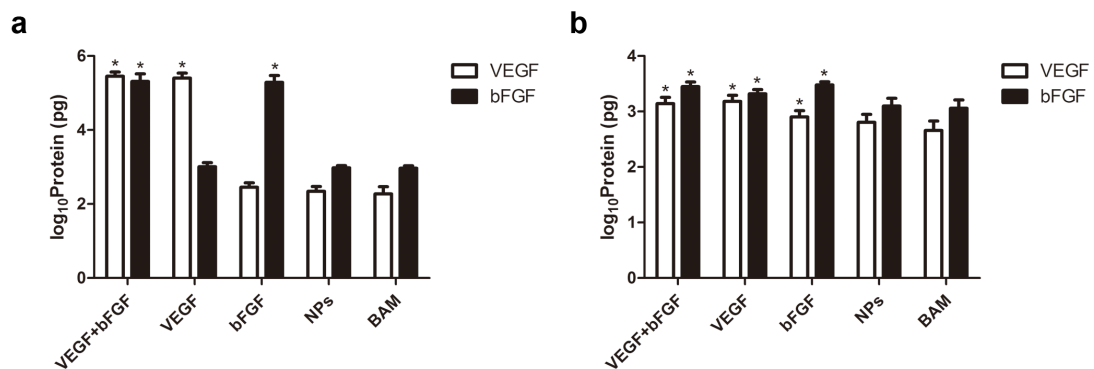 a
log₁₀Protein (pg)
6
4
2
0
* * * *
VEGF+bFGF
VEGF
bFGF
NPs
BAM
VEGF
bFGF
b
log₁₀Protein (pg)
4
3
2
1
0
* * * * * *
VEGF+bFGF
VEGF
bFGF
NPs
BAM
VEGF
bFGF